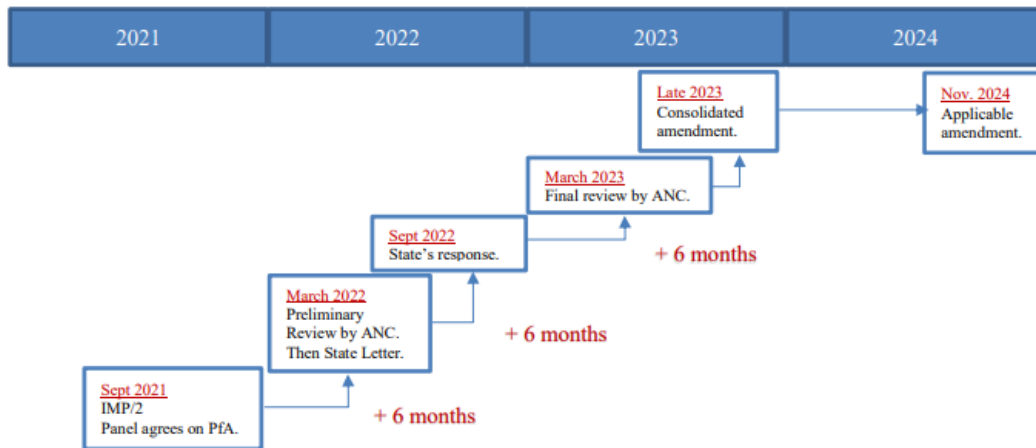 2021
2022
2023
2024
Late 2023
Consolidated
amendment.
Nov. 2024
Applicable
amendment.
March 2023
Final review by ANC.
Sept 2022
State's response.
+ 6 months
March 2022
Preliminary
Review by ANC.
Then State Letter.
+ 6 months
Sept 2021
IMP/2
Panel agrees on PfA.
+ 6 months